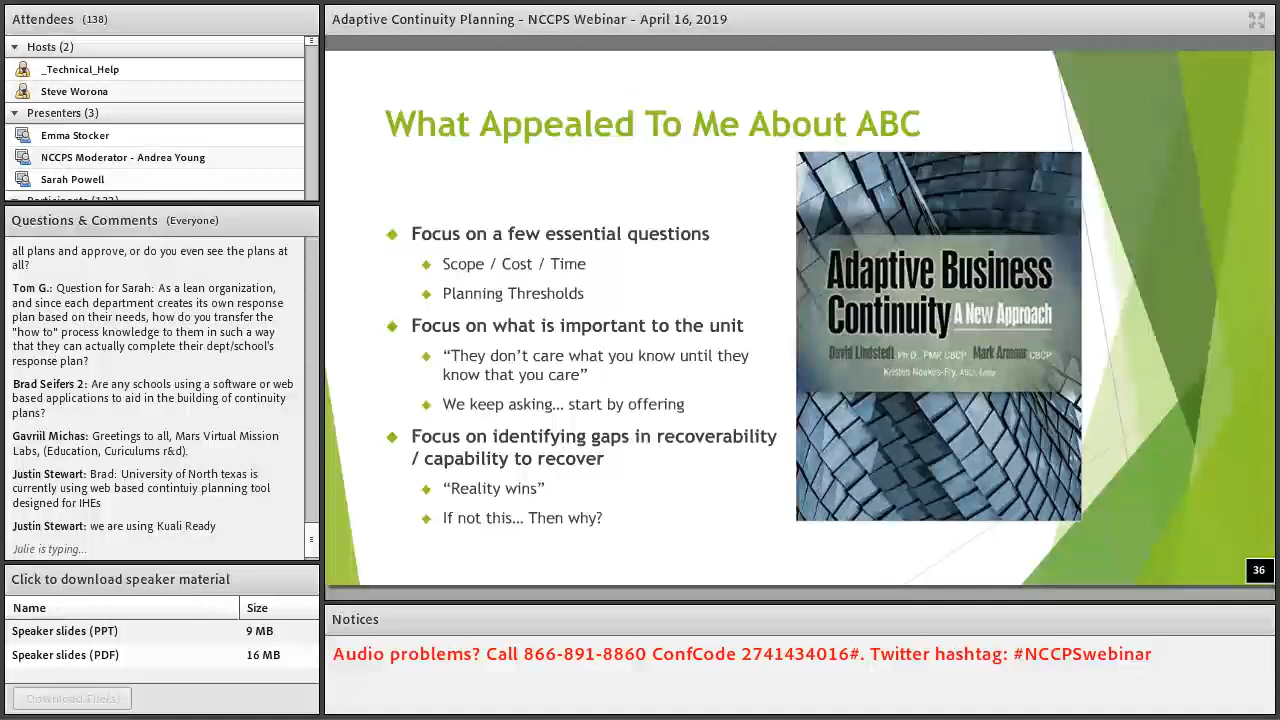 Attendees (138)
Hosts (2)
_Technical_Help
Steve Worona
Presenters (3)
Emma Stocker
NCCPS Moderator - Andrea Young
Sarah Powell
Questions & Comments (Everyone)
all plans and approve, or do you even see the plans at
all?
Tom G.: Question for Sarah: As a lean organization,
and since each department creates its own response
plan based on their needs, how do you transfer the
"how to" process knowledge to them in such a way
that they can actually complete their dept/school's
response plan?
Brad Seifers 2: Are any schools using a software or web
based applications to aid in the building of continuity
plans?
Gavriil Michas: Greetings to all, Mars Virtual Mission
Labs, (Education, Curiculums r&d).
Justin Stewart: Brad: University of North texas is
currently using web based contintuiy planning tool
designed for IHEs
Justin Stewart: we are using Kuali Ready
Julie is typing...
Click to download speaker material
Name Size
Speaker slides (PPT) 9 MB
Speaker slides (PDF) 16 MB
Download File(s)
Adaptive Continuity Planning - NCCPS Webinar - April 16, 2019
What Appealed To Me About ABC
Focus on a few essential questions
Scope / Cost / Time
Planning Thresholds
Focus on what is important to the unit
“They don’t care what you know until they
know that you care”
We keep asking… start by offering
Focus on identifying gaps in recoverability
/ capability to recover
“Reality wins”
If not this… Then why?
Adaptive Business
Continuity A New Approach
David Lindstedt Ph.D., PMP, CBCP Mark Armour CBCP
Kristen Noakes-Fry, ABCI, Editor
36
Notices
Audio problems? Call 866-891-8860 ConfCode 2741434016#. Twitter hashtag: #NCCPSwebinar